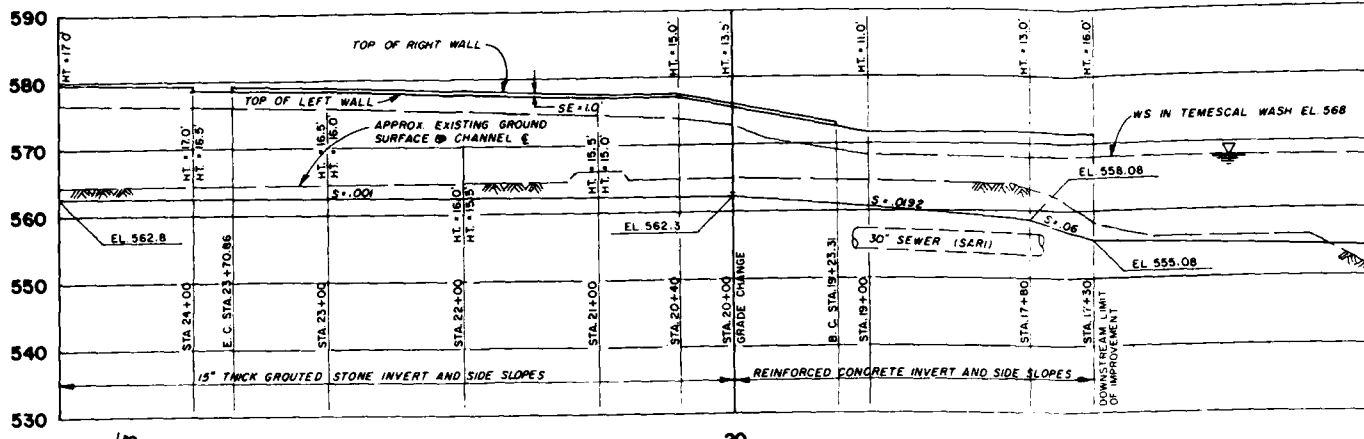 590
580
570
560
550
540
530
HT. = 17.0'
TOP OF RIGHT WALL
TOP OF LEFT WALL
SE = 1.0'
APPROX. EXISTING GROUND
SURFACE @ CHANNEL ℄
HT. = 17.0'
HT. = 16.5'
HT. = 16.5'
HT. = 16.0'
HT. = 16.0'
HT. = 15.5'
HT. = 15.5'
HT. = 15.0'
HT. = 15.0'
HT. = 13.5'
HT. = 11.0'
HT. = 13.0'
HT. = 16.0'
WS IN TEMESCAL WASH EL. 568
S = .001
EL. 562.8
EL. 562.3
S = .0192
EL. 558.08
S = .06
30" SEWER (SARI)
EL. 555.08
STA. 24+00
E. C. STA. 23+70.86
STA. 23+00
STA. 22+00
STA. 21+00
STA. 20+40
STA. 20+00
GRADE CHANGE
B. C. STA. 19+23.31
STA. 19+00
STA. 17+80
STA. 17+30
DOWNSTREAM LIMIT
OF IMPROVEMENT
15" THICK GROUTED STONE INVERT AND SIDE SLOPES
REINFORCED CONCRETE INVERT AND SIDE SLOPES
20